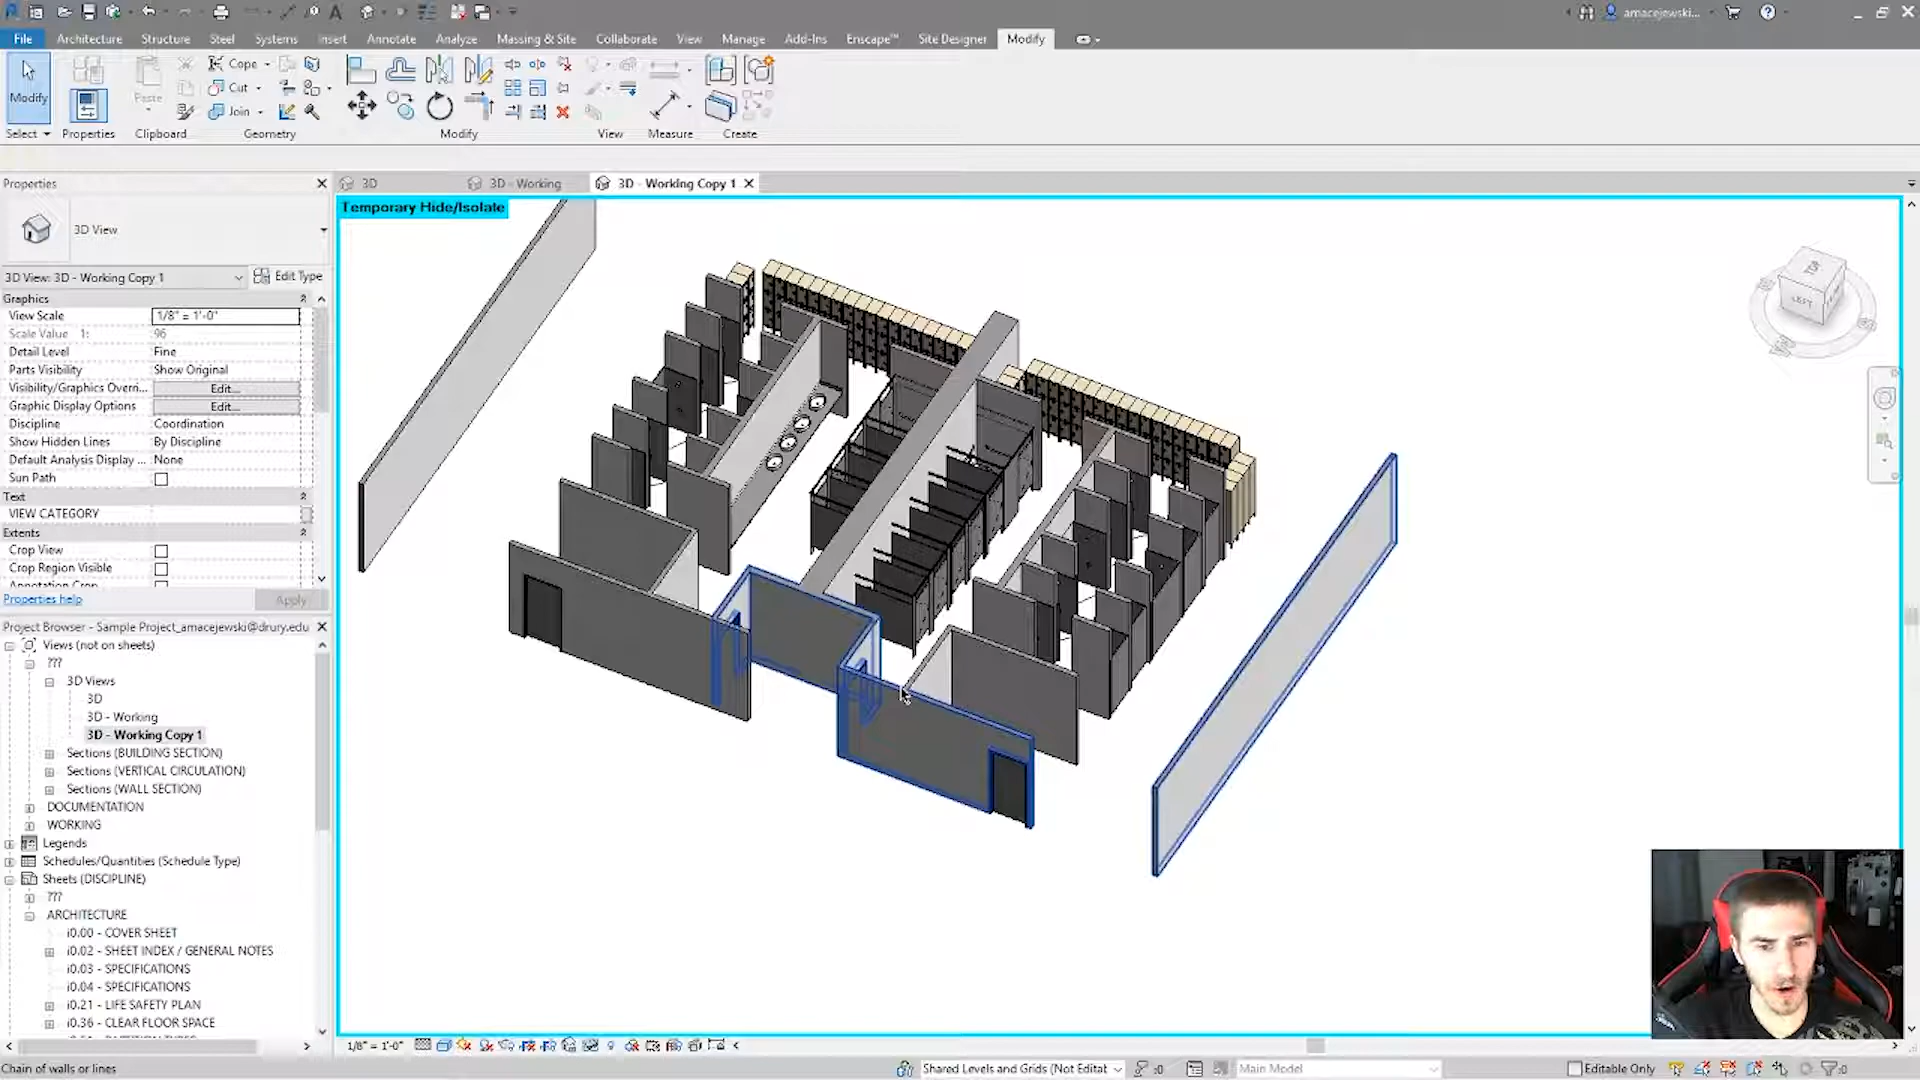 amacejewski...
File Architecture Structure Steel Systems Insert Annotate Analyze Massing & Site Collaborate View Manage Add-Ins Enscape™ Site Designer Modify
Modify
Paste
Cope
Cut
Join
Select Properties Clipboard Geometry Modify View Measure Create
Properties
3D View
3D View: 3D - Working Copy 1
Edit Type
Graphics
View Scale 1/8" = 1'-0"
Scale Value 1: 96
Detail Level Fine
Parts Visibility Show Original
Visibility/Graphics Overri... Edit...
Graphic Display Options Edit...
Discipline Coordination
Show Hidden Lines By Discipline
Default Analysis Display ... None
Sun Path
Text
VIEW CATEGORY
Extents
Crop View
Crop Region Visible
Annotation Crop
Properties help
Apply
Project Browser - Sample Project_amacejewski@drury.edu
Views (not on sheets)
???
3D Views
3D
3D - Working
3D - Working Copy 1
Sections (BUILDING SECTION)
Sections (VERTICAL CIRCULATION)
Sections (WALL SECTION)
DOCUMENTATION
WORKING
Legends
Schedules/Quantities (Schedule Type)
Sheets (DISCIPLINE)
???
ARCHITECTURE
i0.00 - COVER SHEET
i0.02 - SHEET INDEX / GENERAL NOTES
i0.03 - SPECIFICATIONS
i0.04 - SPECIFICATIONS
i0.21 - LIFE SAFETY PLAN
i0.36 - CLEAR FLOOR SPACE
3D
3D - Working
3D - Working Copy 1
Temporary Hide/Isolate
TOP
LEFT
1/8" = 1'-0"
Chain of walls or lines
Shared Levels and Grids (Not Editat
:0
Main Model
Editable Only
:0